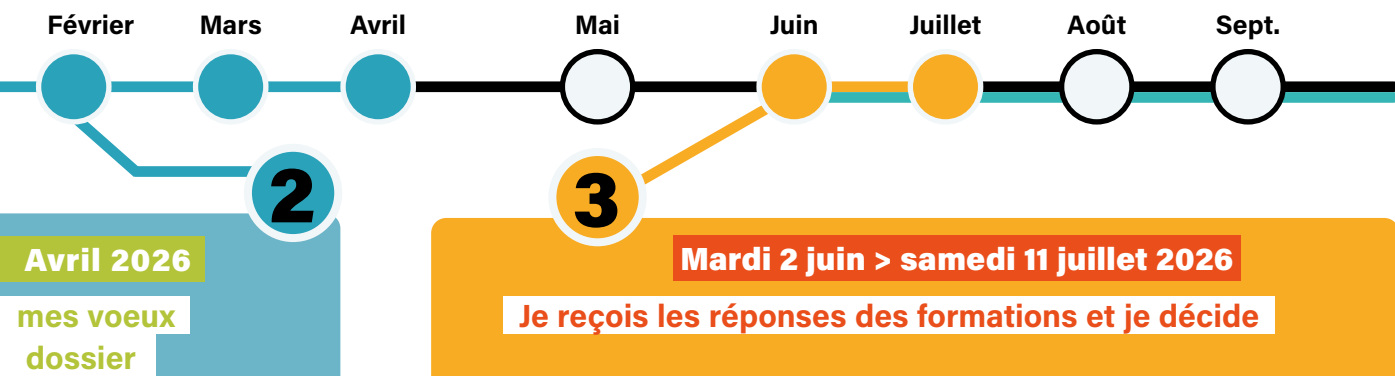 Février Mars Avril Mai Juin Juillet Août Sept.
2
3
Avril 2026
mes voeux
dossier
Mardi 2 juin > samedi 11 juillet 2026
Je reçois les réponses des formations et je décide